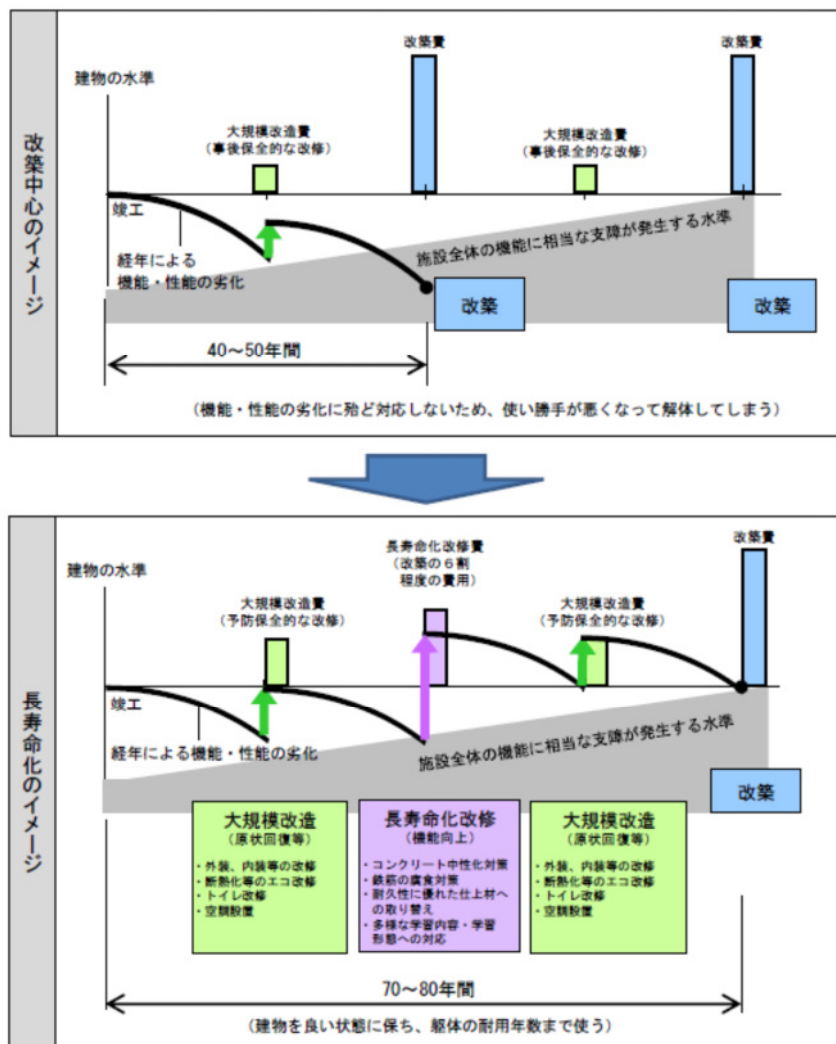 改築中心のイメージ
建物の水準
改築費
改築費
大規模改造費
（事後保全的な改修）
大規模改造費
（事後保全的な改修）
竣工
経年による
機能・性能の劣化
施設全体の機能に相当な支障が発生する水準
改築
改築
40～50年間
（機能・性能の劣化に殆ど対応しないため、使い勝手が悪くなって解体してしまう）
長寿命化のイメージ
建物の水準
長寿命化改修費
（改築の６割
程度の費用）
改築費
大規模改造費
（予防保全的な改修）
大規模改造費
（予防保全的な改修）
竣工
経年による機能・性能の劣化
施設全体の機能に相当な支障が発生する水準
改築
大規模改造
（原状回復等）
・外装、内装等の改修
・断熱化等のエコ改修
・トイレ改修
・空調設置
長寿命化改修
（機能向上）
・コンクリート中性化対策
・鉄筋の腐食対策
・耐久性に優れた仕上材へ
の取り替え
・多様な学習内容・学習
形態への対応
大規模改造
（原状回復等）
・外装、内装等の改修
・断熱化等のエコ改修
・トイレ改修
・空調設置
70～80年間
（建物を良い状態に保ち、躯体の耐用年数まで使う）